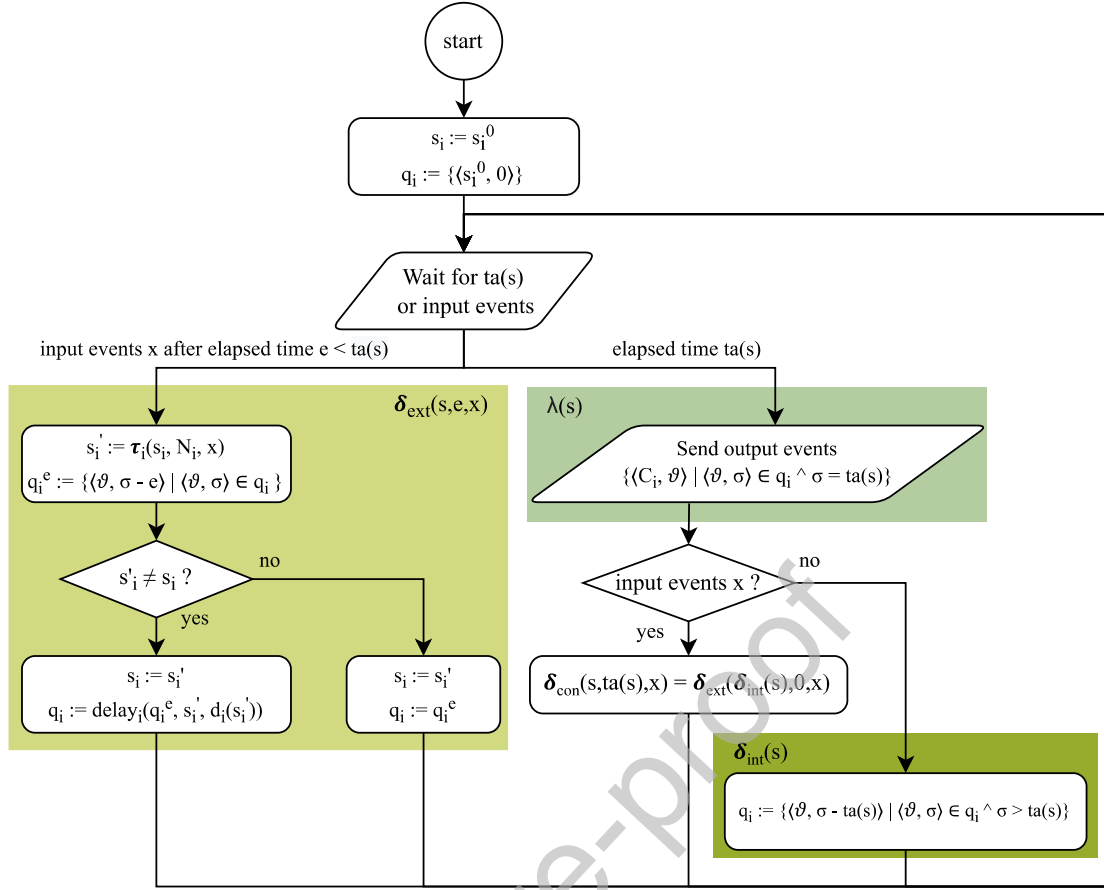 start
s_i := s_i^0
q_i := {⟨s_i^0, 0⟩}
Wait for ta(s)
or input events
input events x after elapsed time e < ta(s)
elapsed time ta(s)
δ_ext(s,e,x)
s_i' := τ_i(s_i, N_i, x)
q_i^e := {⟨ϑ, σ - e⟩ | ⟨ϑ, σ⟩ ∈ q_i }
s'_i ≠ s_i ?
no
yes
s_i := s_i'
q_i := delay_i(q_i^e, s_i', d_i(s_i'))
s_i := s_i'
q_i := q_i^e
λ(s)
Send output events
{⟨C_i, ϑ⟩ | ⟨ϑ, σ⟩ ∈ q_i ^ σ = ta(s)}
input events x ?
no
yes
δ_con(s,ta(s),x) = δ_ext(δ_int(s),0,x)
δ_int(s)
q_i := {⟨ϑ, σ - ta(s)⟩ | ⟨ϑ, σ⟩ ∈ q_i ^ σ > ta(s)}
e-proof